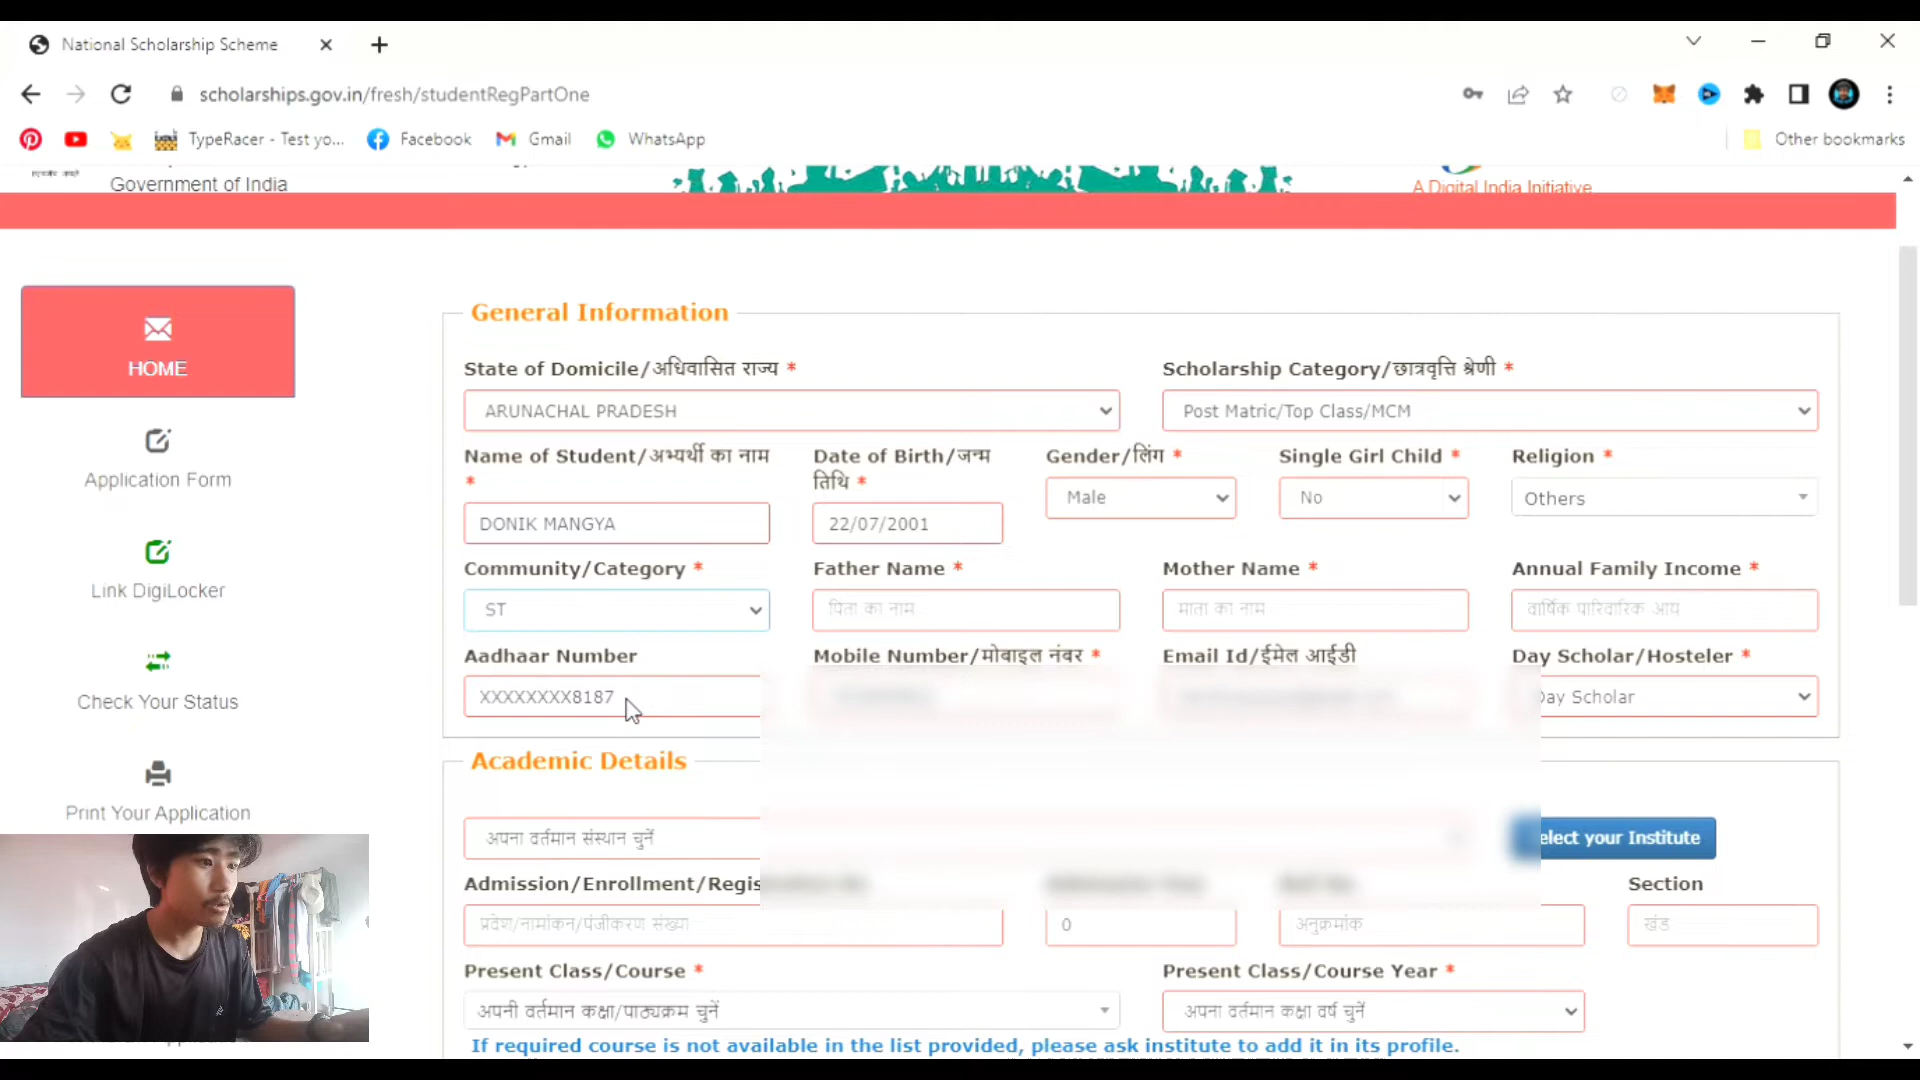 National Scholarship Scheme
scholarships.gov.in/fresh/studentRegPartOne
TypeRacer - Test yo... Facebook Gmail WhatsApp Other bookmarks
Government of India
A Digital India Initiative
HOME
Application Form
Link DigiLocker
Check Your Status
Print Your Application
General Information
State of Domicile/अधिवासित राज्य * Scholarship Category/छात्रवृत्ति श्रेणी *
ARUNACHAL PRADESH Post Matric/Top Class/MCM
Name of Student/अभ्यर्थी का नाम * Date of Birth/जन्म तिथि * Gender/लिंग * Single Girl Child * Religion *
DONIK MANGYA 22/07/2001 Male No Others
Community/Category * Father Name * Mother Name * Annual Family Income *
ST पिता का नाम माता का नाम वार्षिक पारिवारिक आय
Aadhaar Number Mobile Number/मोबाइल नंबर * Email Id/ईमेल आईडी Day Scholar/Hosteler *
XXXXXXXX8187 Day Scholar
Academic Details
अपना वर्तमान संस्थान चुनें elect your Institute
Admission/Enrollment/Regis Section
प्रवेश/नामांकन/पंजीकरण संख्या 0 अनुक्रमांक खंड
Present Class/Course * Present Class/Course Year *
अपनी वर्तमान कक्षा/पाठ्यक्रम चुनें अपना वर्तमान कक्षा वर्ष चुनें
If required course is not available in the list provided, please ask institute to add it in its profile.